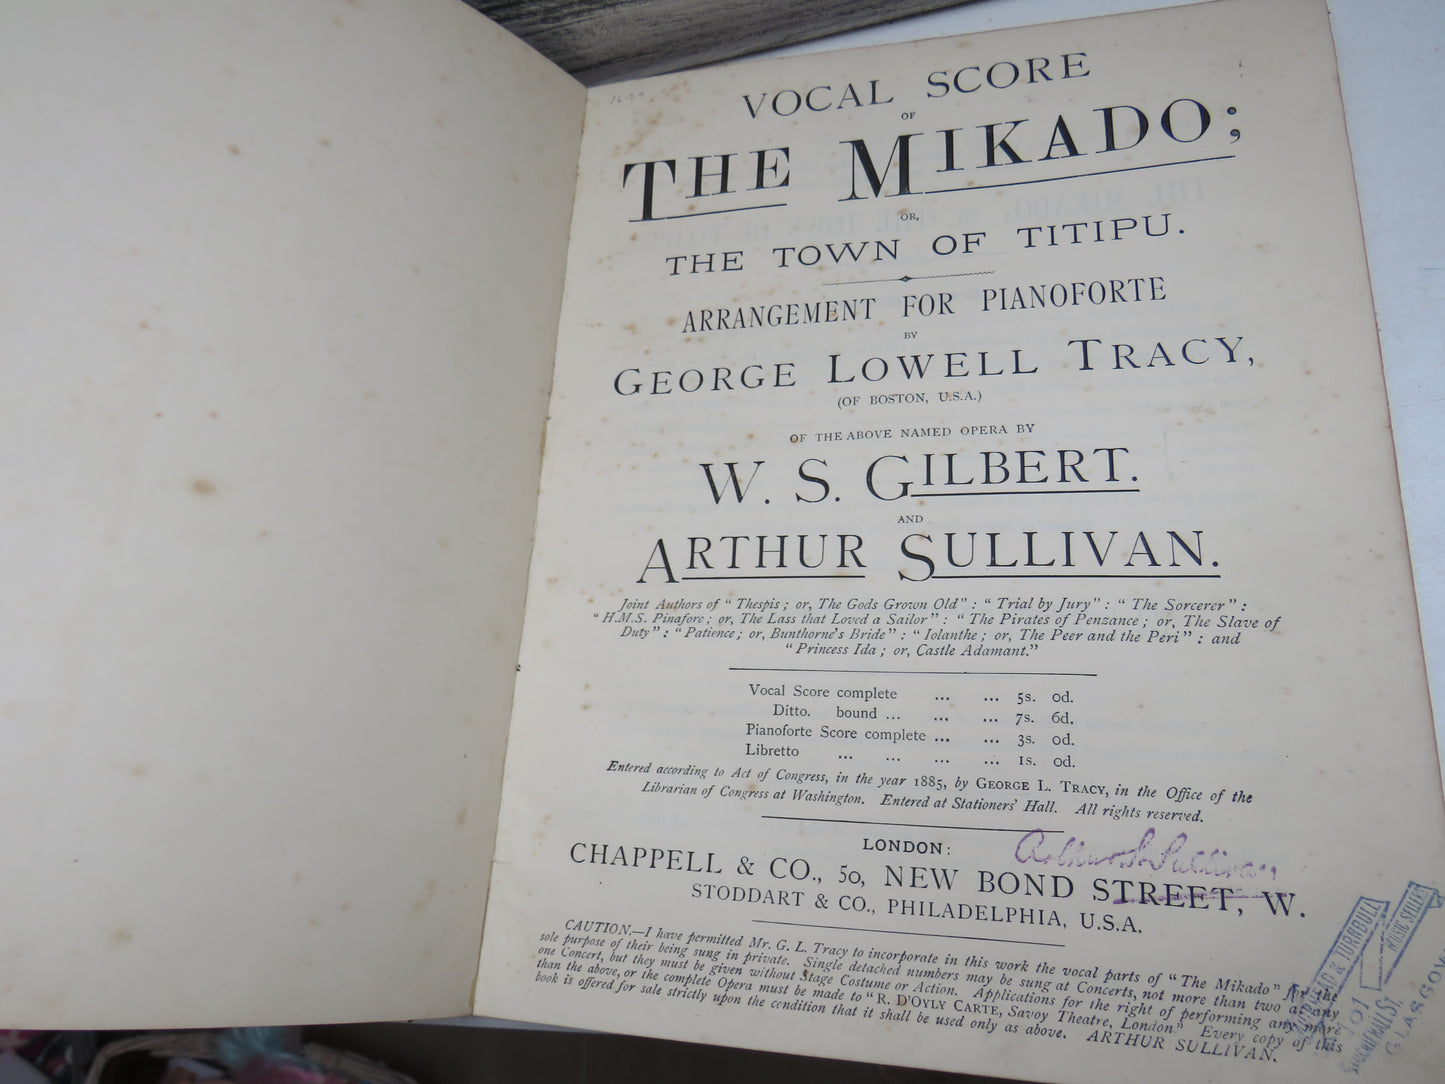 VOCAL SCORE
OF
THE MIKADO;
OR,
THE TOWN OF TITIPU.
ARRANGEMENT FOR PIANOFORTE
BY
GEORGE LOWELL TRACY,
(OF BOSTON, U.S.A.)
OF THE ABOVE NAMED OPERA BY
W. S. GILBERT.
AND
ARTHUR SULLIVAN.
Joint Authors of "Thespis; or, The Gods Grown Old" : "Trial by Jury" : "The Sorcerer" :
"H.M.S. Pinafore; or, The Lass that Loved a Sailor" : "The Pirates of Penzance; or, The Slave of
Duty" : "Patience; or, Bunthorne's Bride" : "Iolanthe; or, The Peer and the Peri" : and
"Princess Ida; or, Castle Adamant."
Vocal Score complete ... ... 5s. 0d.
Ditto. bound ... ... ... 7s. 6d.
Pianoforte Score complete ... ... 3s. 0d.
Libretto ... ... ... ... 1s. 0d.
Entered according to Act of Congress, in the year 1885, by GEORGE L. TRACY, in the Office of the
Librarian of Congress at Washington. Entered at Stationers' Hall. All rights reserved.
LONDON:
Arthur S Sullivan
CHAPPELL & CO., 50, NEW BOND STREET, W.
STODDART & CO., PHILADELPHIA, U.S.A.
CAUTION.—I have permitted Mr. G. L. Tracy to incorporate in this work the vocal parts of "The Mikado" for the
sole purpose of their being sung in private. Single detached numbers may be sung at Concerts, not more than two at any
one Concert, but they must be given without Stage Costume or Action. Applications for the right of performing any more
than the above, or the complete Opera must be made to "R. D'OYLY CARTE, Savoy Theatre, London" Every copy of this
book is offered for sale strictly upon the condition that it shall be used only as above. ARTHUR SULLIVAN.
& TURNBULL
MUSIC SELLERS
101
SAUCHIEHALL ST
GLASGOW